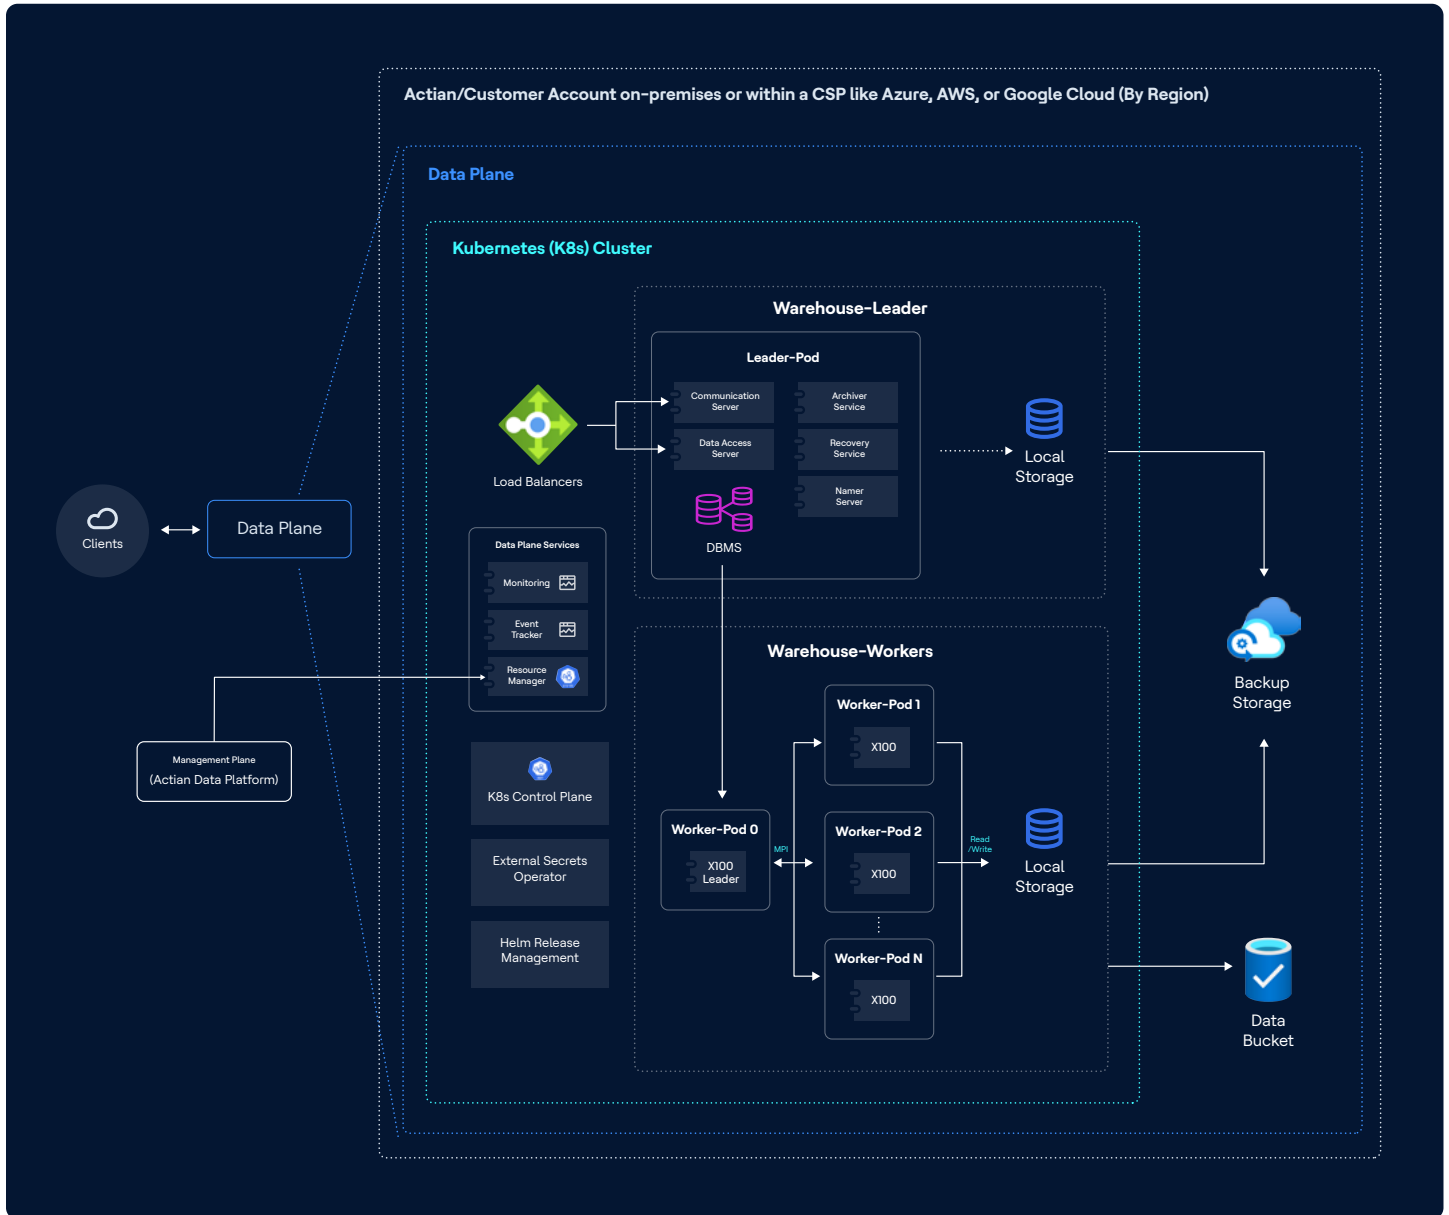 Actian/Customer Account on-premises or within a CSP like Azure, AWS, or Google Cloud (By Region)
Data Plane
Kubernetes (K8s) Cluster
Warehouse-Leader
Leader-Pod
Communication
Server
Archiver
Service
Data Access
Server
Recovery
Service
Namer
Server
DBMS
Load Balancers
Local
Storage
Clients
Data Plane
Data Plane Services
Monitoring
Event
Tracker
Resource
Manager
Management Plane
(Actian Data Platform)
K8s Control Plane
External Secrets
Operator
Helm Release
Management
Warehouse-Workers
Worker-Pod 0
X100
Leader
MPI
Worker-Pod 1
X100
Worker-Pod 2
X100
Worker-Pod N
X100
Read
/Write
Local
Storage
Backup
Storage
Data
Bucket